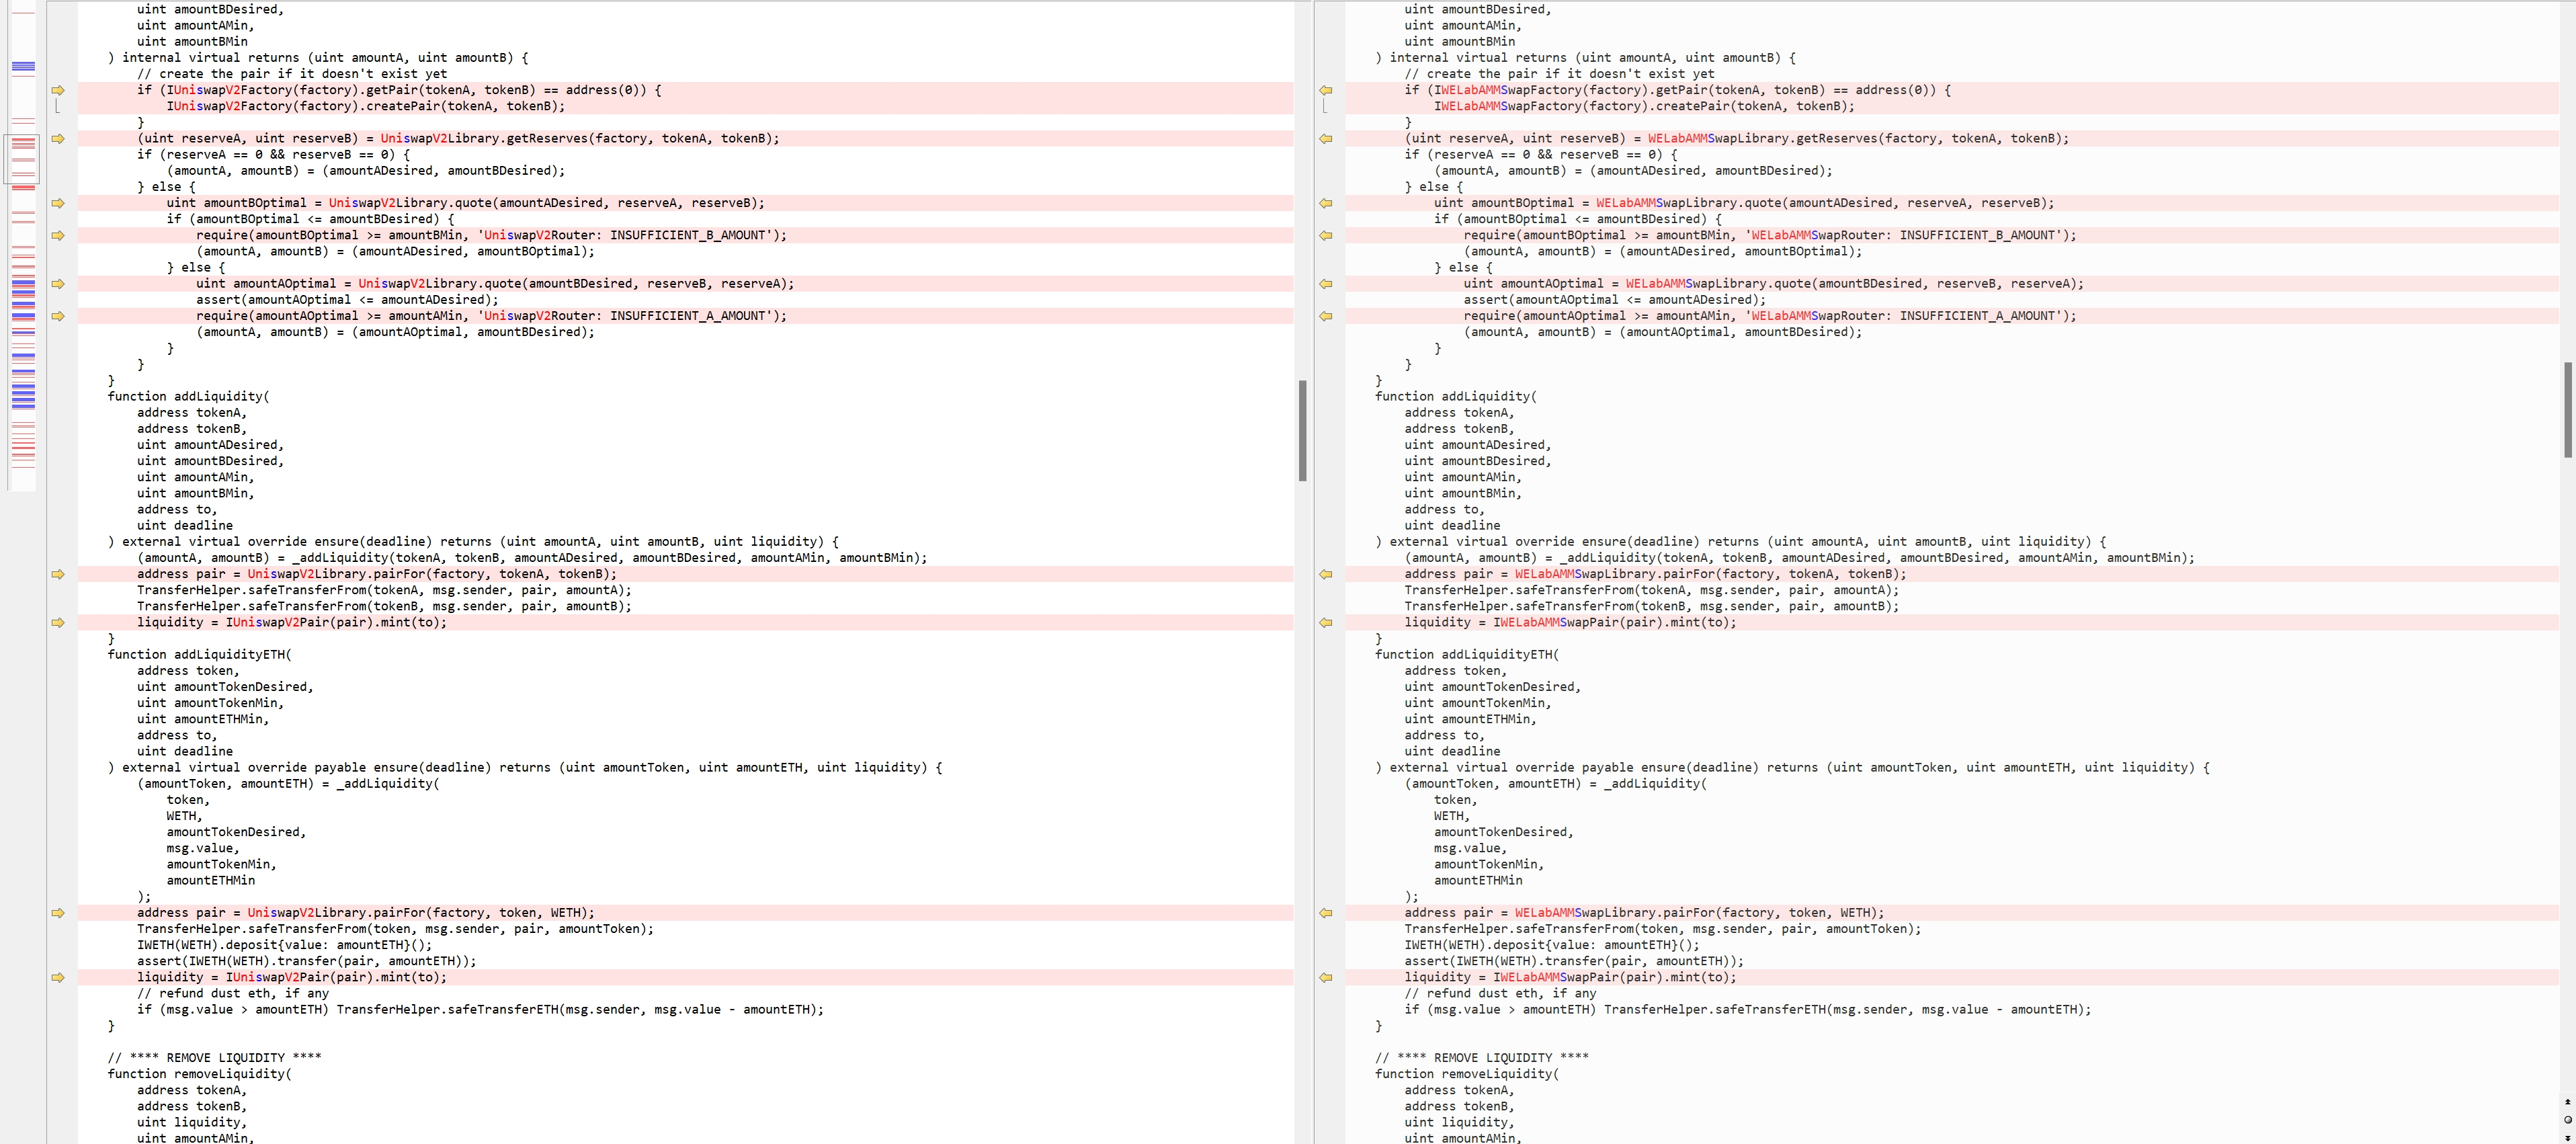 uint amountBDesired,
uint amountAMin,
uint amountBMin
) internal virtual returns (uint amountA, uint amountB) {
// create the pair if it doesn't exist yet
if (IUniswapV2Factory(factory).getPair(tokenA, tokenB) == address(0)) {
IUniswapV2Factory(factory).createPair(tokenA, tokenB);
}
(uint reserveA, uint reserveB) = UniswapV2Library.getReserves(factory, tokenA, tokenB);
if (reserveA == 0 && reserveB == 0) {
(amountA, amountB) = (amountADesired, amountBDesired);
} else {
uint amountBOptimal = UniswapV2Library.quote(amountADesired, reserveA, reserveB);
if (amountBOptimal <= amountBDesired) {
require(amountBOptimal >= amountBMin, 'UniswapV2Router: INSUFFICIENT_B_AMOUNT');
(amountA, amountB) = (amountADesired, amountBOptimal);
} else {
uint amountAOptimal = UniswapV2Library.quote(amountBDesired, reserveB, reserveA);
assert(amountAOptimal <= amountADesired);
require(amountAOptimal >= amountAMin, 'UniswapV2Router: INSUFFICIENT_A_AMOUNT');
(amountA, amountB) = (amountAOptimal, amountBDesired);
}
}
}
function addLiquidity(
address tokenA,
address tokenB,
uint amountADesired,
uint amountBDesired,
uint amountAMin,
uint amountBMin,
address to,
uint deadline
) external virtual override ensure(deadline) returns (uint amountA, uint amountB, uint liquidity) {
(amountA, amountB) = _addLiquidity(tokenA, tokenB, amountADesired, amountBDesired, amountAMin, amountBMin);
address pair = UniswapV2Library.pairFor(factory, tokenA, tokenB);
TransferHelper.safeTransferFrom(tokenA, msg.sender, pair, amountA);
TransferHelper.safeTransferFrom(tokenB, msg.sender, pair, amountB);
liquidity = IUniswapV2Pair(pair).mint(to);
}
function addLiquidityETH(
address token,
uint amountTokenDesired,
uint amountTokenMin,
uint amountETHMin,
address to,
uint deadline
) external virtual override payable ensure(deadline) returns (uint amountToken, uint amountETH, uint liquidity) {
(amountToken, amountETH) = _addLiquidity(
token,
WETH,
amountTokenDesired,
msg.value,
amountTokenMin,
amountETHMin
);
address pair = UniswapV2Library.pairFor(factory, token, WETH);
TransferHelper.safeTransferFrom(token, msg.sender, pair, amountToken);
IWETH(WETH).deposit{value: amountETH}();
assert(IWETH(WETH).transfer(pair, amountETH));
liquidity = IUniswapV2Pair(pair).mint(to);
// refund dust eth, if any
if (msg.value > amountETH) TransferHelper.safeTransferETH(msg.sender, msg.value - amountETH);
}
// **** REMOVE LIQUIDITY ****
function removeLiquidity(
address tokenA,
address tokenB,
uint liquidity,
uint amountAMin,
uint amountBDesired,
uint amountAMin,
uint amountBMin
) internal virtual returns (uint amountA, uint amountB) {
// create the pair if it doesn't exist yet
if (IWELabAMMSwapFactory(factory).getPair(tokenA, tokenB) == address(0)) {
IWELabAMMSwapFactory(factory).createPair(tokenA, tokenB);
}
(uint reserveA, uint reserveB) = WELabAMMSwapLibrary.getReserves(factory, tokenA, tokenB);
if (reserveA == 0 && reserveB == 0) {
(amountA, amountB) = (amountADesired, amountBDesired);
} else {
uint amountBOptimal = WELabAMMSwapLibrary.quote(amountADesired, reserveA, reserveB);
if (amountBOptimal <= amountBDesired) {
require(amountBOptimal >= amountBMin, 'WELabAMMSwapRouter: INSUFFICIENT_B_AMOUNT');
(amountA, amountB) = (amountADesired, amountBOptimal);
} else {
uint amountAOptimal = WELabAMMSwapLibrary.quote(amountBDesired, reserveB, reserveA);
assert(amountAOptimal <= amountADesired);
require(amountAOptimal >= amountAMin, 'WELabAMMSwapRouter: INSUFFICIENT_A_AMOUNT');
(amountA, amountB) = (amountAOptimal, amountBDesired);
}
}
}
function addLiquidity(
address tokenA,
address tokenB,
uint amountADesired,
uint amountBDesired,
uint amountAMin,
uint amountBMin,
address to,
uint deadline
) external virtual override ensure(deadline) returns (uint amountA, uint amountB, uint liquidity) {
(amountA, amountB) = _addLiquidity(tokenA, tokenB, amountADesired, amountBDesired, amountAMin, amountBMin);
address pair = WELabAMMSwapLibrary.pairFor(factory, tokenA, tokenB);
TransferHelper.safeTransferFrom(tokenA, msg.sender, pair, amountA);
TransferHelper.safeTransferFrom(tokenB, msg.sender, pair, amountB);
liquidity = IWELabAMMSwapPair(pair).mint(to);
}
function addLiquidityETH(
address token,
uint amountTokenDesired,
uint amountTokenMin,
uint amountETHMin,
address to,
uint deadline
) external virtual override payable ensure(deadline) returns (uint amountToken, uint amountETH, uint liquidity) {
(amountToken, amountETH) = _addLiquidity(
token,
WETH,
amountTokenDesired,
msg.value,
amountTokenMin,
amountETHMin
);
address pair = WELabAMMSwapLibrary.pairFor(factory, token, WETH);
TransferHelper.safeTransferFrom(token, msg.sender, pair, amountToken);
IWETH(WETH).deposit{value: amountETH}();
assert(IWETH(WETH).transfer(pair, amountETH));
liquidity = IWELabAMMSwapPair(pair).mint(to);
// refund dust eth, if any
if (msg.value > amountETH) TransferHelper.safeTransferETH(msg.sender, msg.value - amountETH);
}
// **** REMOVE LIQUIDITY ****
function removeLiquidity(
address tokenA,
address tokenB,
uint liquidity,
uint amountAMin,